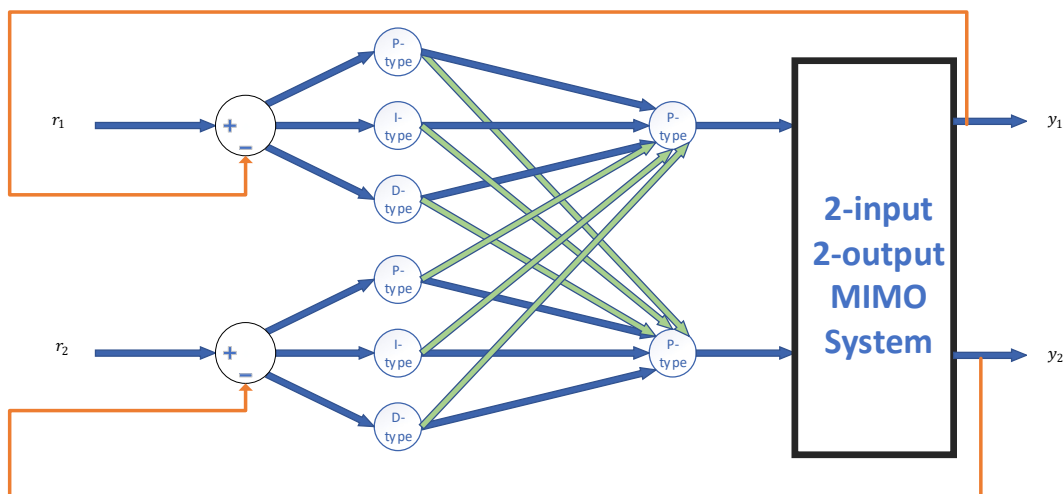 P-
type
r1
+
−
I-
type
D-
type
P-
type
y1
2-input
2-output
MIMO
System
P-
type
r2
+
−
I-
type
D-
type
P-
type
y2